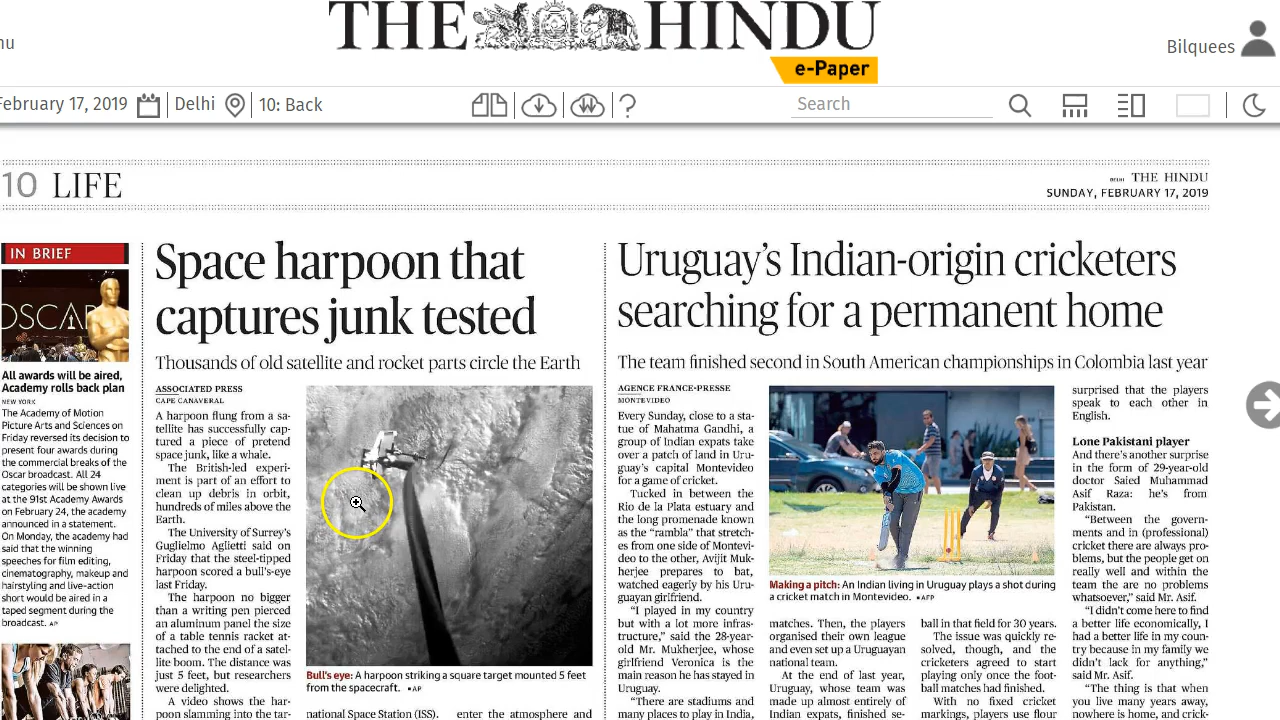 THE HINDU
e-Paper
nu
Bilquees
February 17, 2019
Delhi
10: Back
Search
10 LIFE
DELHI THE HINDU
SUNDAY, FEBRUARY 17, 2019
IN BRIEF
OSCAR
All awards will be aired,
Academy rolls back plan
NEW YORK
The Academy of Motion
Picture Arts and Sciences on
Friday reversed its decision to
present four awards during
the commercial breaks of the
Oscar broadcast. All 24
categories will be shown live
at the 91st Academy Awards
on February 24, the academy
announced in a statement.
On Monday, the academy had
said that the winning
speeches for film editing,
cinematography, makeup and
hairstyling and live-action
short would be aired in a
taped segment during the
broadcast. AP
Space harpoon that
captures junk tested
Thousands of old satellite and rocket parts circle the Earth
ASSOCIATED PRESS
CAPE CANAVERAL
A harpoon flung from a sa-
tellite has successfully cap-
tured a piece of pretend
space junk, like a whale.
The British-led experi-
ment is part of an effort to
clean up debris in orbit,
hundreds of miles above the
Earth.
The University of Surrey's
Guglielmo Aglietti said on
Friday that the steel-tipped
harpoon scored a bull's-eye
last Friday.
The harpoon no bigger
than a writing pen pierced
an aluminum panel the size
of a table tennis racket at-
tached to the end of a satel-
lite boom. The distance was
just 5 feet, but researchers
were delighted.
A video shows the har-
poon slamming into the tar-
Bull's eye: A harpoon striking a square target mounted 5 feet
from the spacecraft. ▪AP
national Space Station (ISS).
enter the atmosphere and
Uruguay's Indian-origin cricketers
searching for a permanent home
The team finished second in South American championships in Colombia last year
AGENCE FRANCE-PRESSE
MONTEVIDEO
Every Sunday, close to a sta-
tue of Mahatma Gandhi, a
group of Indian expats take
over a patch of land in Uru-
guay's capital Montevideo
for a game of cricket.
Tucked in between the
Rio de la Plata estuary and
the long promenade known
as the “rambla” that stretch-
es from one side of Montevi-
deo to the other, Avijit Muk-
herjee prepares to bat,
watched eagerly by his Uru-
guayan girlfriend.
“I played in my country
but with a lot more infras-
tructure,” said the 28-year-
old Mr. Mukherjee, whose
girlfriend Veronica is the
main reason he has stayed in
Uruguay.
“There are stadiums and
many places to play in India,
Making a pitch: An Indian living in Uruguay plays a shot during
a cricket match in Montevideo. ▪AFP
matches. Then, the players
organised their own league
and even set up a Uruguayan
national team.
At the end of last year,
Uruguay, whose team was
made up almost entirely of
Indian expats, finished se-
ball in that field for 30 years.
The issue was quickly re-
solved, though, and the
cricketers agreed to start
playing only once the foot-
ball matches had finished.
With no fixed cricket
markings, players use flour
surprised that the players
speak to each other in
English.
Lone Pakistani player
And there's another surprise
in the form of 29-year-old
doctor Saied Muhammad
Asif Raza: he's from
Pakistan.
“Between the govern-
ments and in (professional)
cricket there are always pro-
blems, but the people get on
really well and within the
team the are no problems
whatsoever,” said Mr. Asif.
“I didn't come here to find
a better life economically, I
had a better life in my coun-
try because in my family we
didn't lack for anything,”
said Mr. Asif.
“The thing is that when
you live many years away,
nowhere is home, and crick-